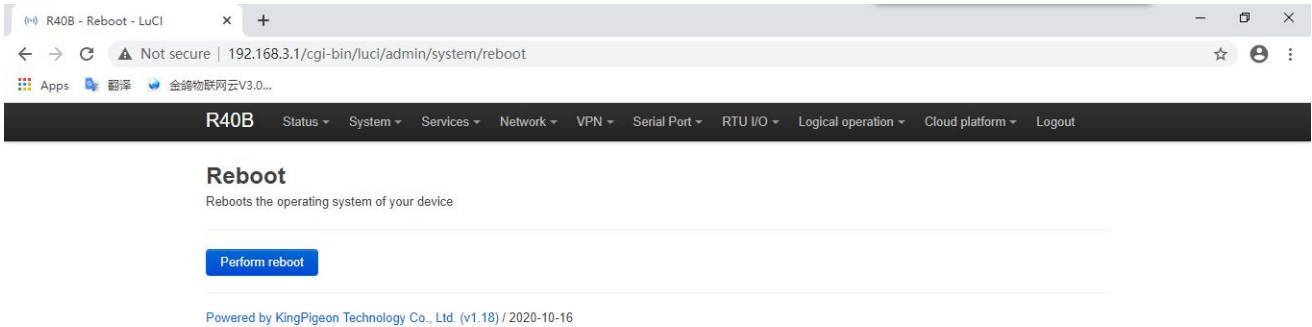 R40B - Reboot - LuCI
Not secure | 192.168.3.1/cgi-bin/luci/admin/system/reboot
Apps 翻译 金鸽物联网云V3.0...
R40B Status System Services Network VPN Serial Port RTU I/O Logical operation Cloud platform Logout
Reboot
Reboots the operating system of your device
Perform reboot
Powered by KingPigeon Technology Co., Ltd. (v1.18) / 2020-10-16